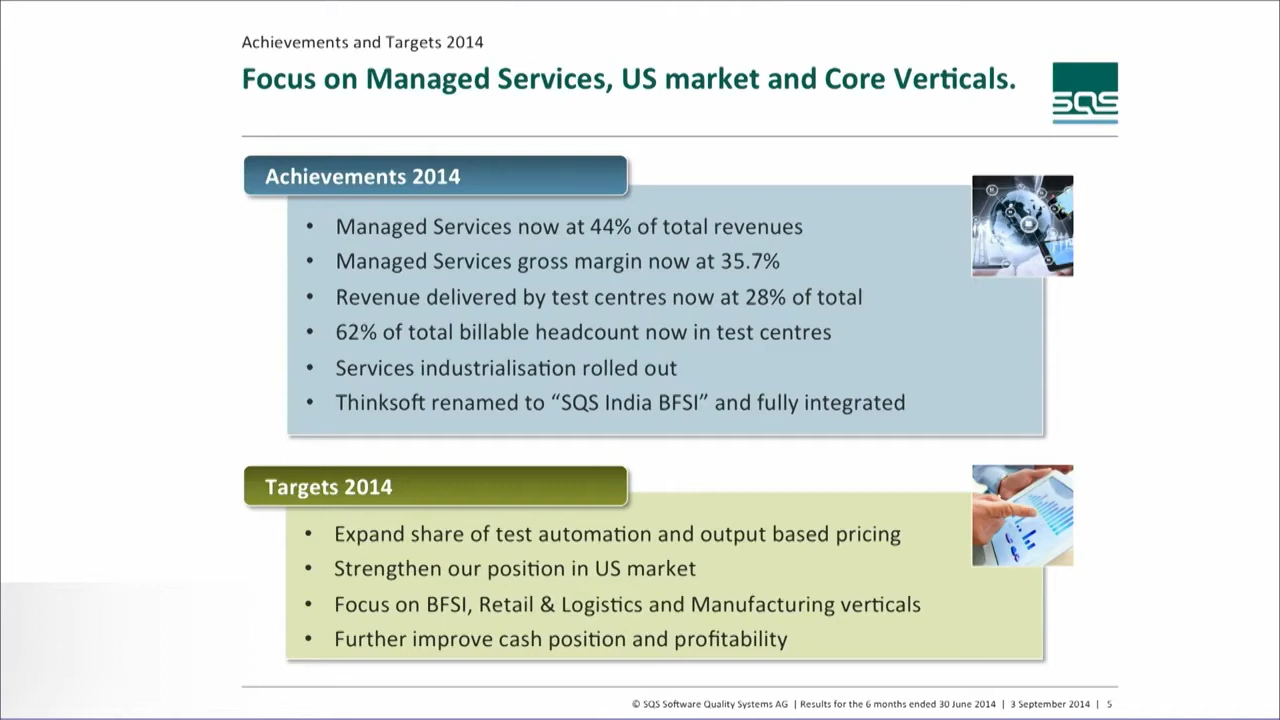 Achievements and Targets 2014
Focus on Managed Services, US market and Core Verticals.
SQS
Achievements 2014
• Managed Services now at 44% of total revenues
• Managed Services gross margin now at 35.7%
• Revenue delivered by test centres now at 28% of total
• 62% of total billable headcount now in test centres
• Services industrialisation rolled out
• Thinksoft renamed to “SQS India BFSI” and fully integrated
Targets 2014
• Expand share of test automation and output based pricing
• Strengthen our position in US market
• Focus on BFSI, Retail & Logistics and Manufacturing verticals
• Further improve cash position and profitability
© SQS Software Quality Systems AG | Results for the 6 months ended 30 June 2014 | 3 September 2014 | 5